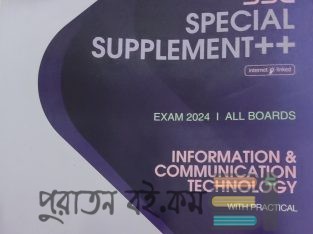 SPECIAL
SUPPLEMENT++
internet e-linked
EXAM 2024 | ALL BOARDS
INFORMATION &
COMMUNICATION
TECHNOLOGY
WITH PRACTICAL
পুরাতন বই.কম